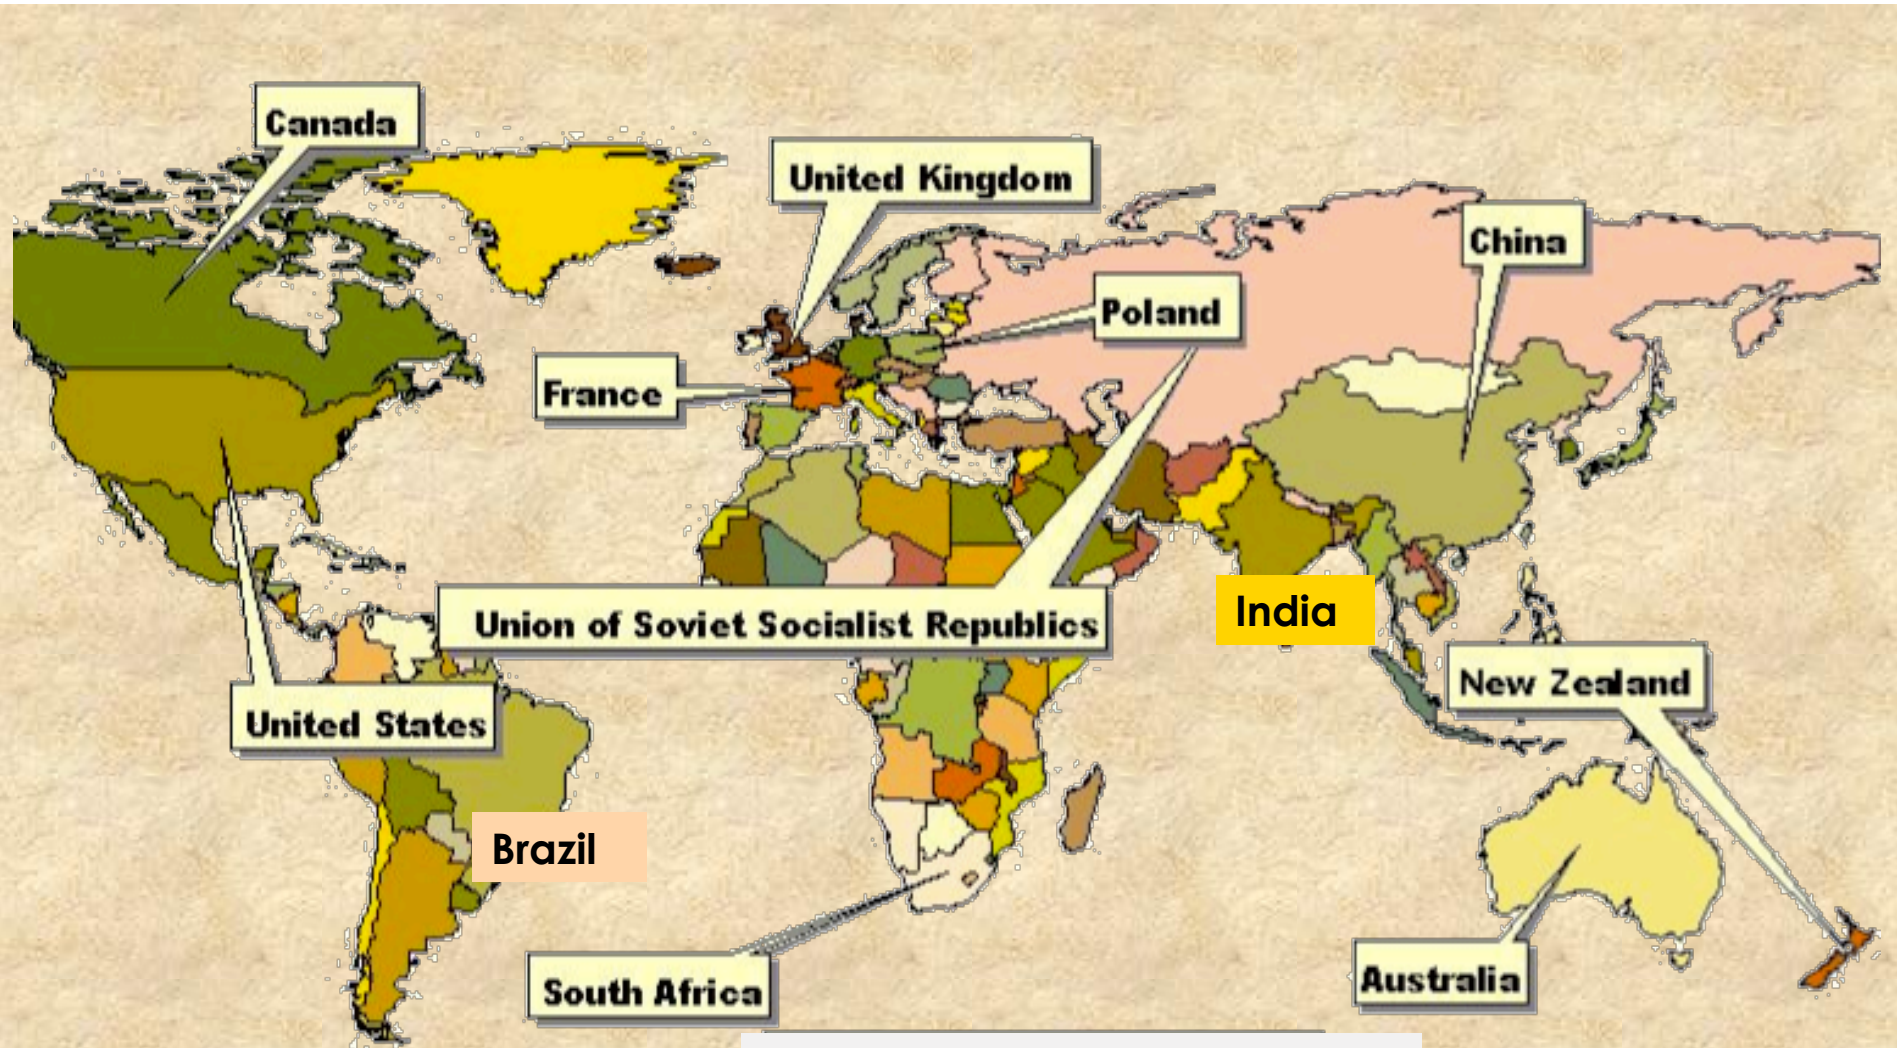 Canada
United Kingdom
China
Poland
France
India
Union of Soviet Socialist Republics
New Zealand
United States
Brazil
Australia
South Africa